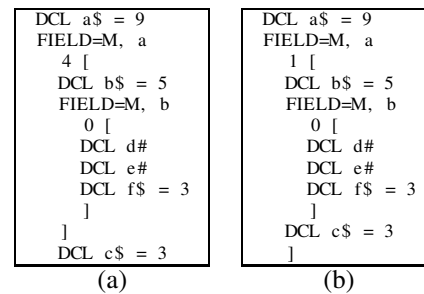 DCL a$ = 9
FIELD=M, a
4 [
DCL b$ = 5
FIELD=M, b
0 [
DCL d#
DCL e#
DCL f$ = 3
]
]
DCL c$ = 3
(a)
DCL a$ = 9
FIELD=M, a
1 [
DCL b$ = 5
FIELD=M, b
0 [
DCL d#
DCL e#
DCL f$ = 3
]
DCL c$ = 3
]
(b)